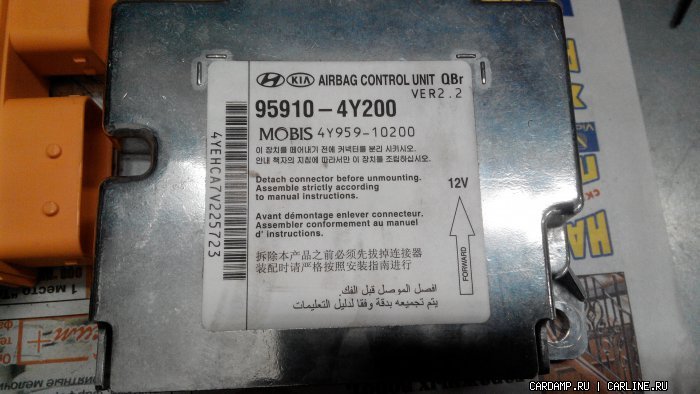 HYUNDAI KIA AIRBAG CONTROL UNIT QBr
VER2.2
95910-4Y200
MOBIS 4Y959-10200
이 장치를 떼어내기 전에 커넥터를 분리 시키시오.
안내 책자의 지침에 따라서만 이 장치를 조립하십시오.
Detach connector before unmounting.
Assemble strictly according
to manual instructions.
12V
Avant démontage enlever connecteur.
Assembler conformement au manuel
d' instructions.
FORWARD
拆除本产品之前必须先拔掉连接器
装配时请严格按照安装指南进行
افصل الموصل قبل الفك.
يتم تجميعه بدقة وفقا لدليل التعليمات
4YEHCA7V225723
1 место
НА
CARDAMP.RU | CARLINE.RU